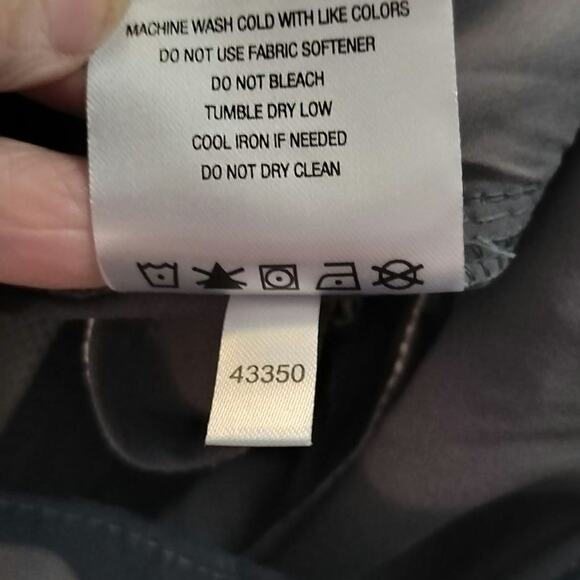 MACHINE WASH COLD WITH LIKE COLORS
DO NOT USE FABRIC SOFTENER
DO NOT BLEACH
TUMBLE DRY LOW
COOL IRON IF NEEDED
DO NOT DRY CLEAN
43350